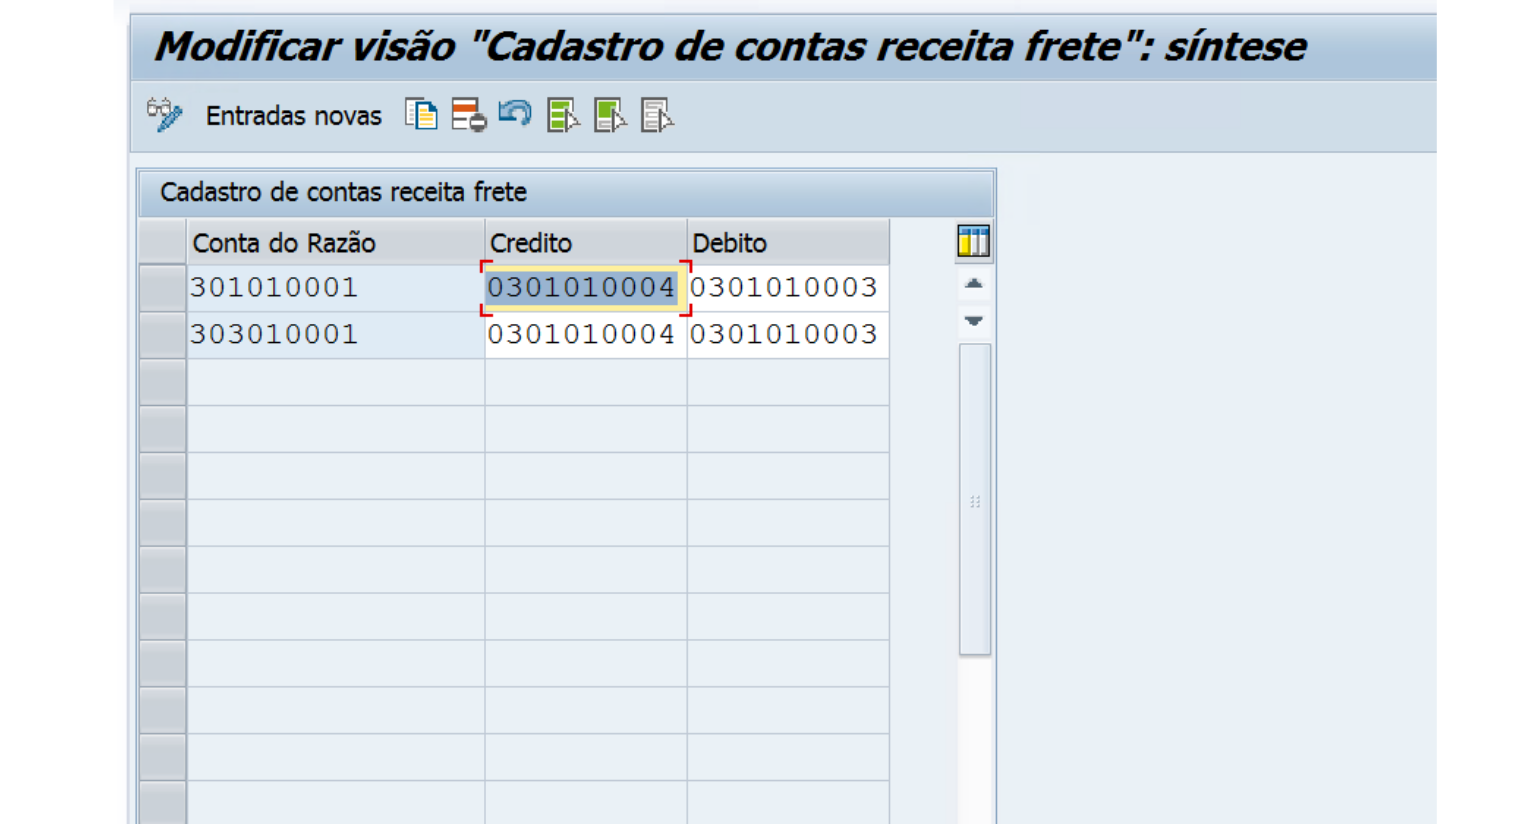 Modificar visão "Cadastro de contas receita frete": síntese
Entradas novas
Cadastro de contas receita frete
Conta do Razão Credito Debito
301010001 0301010004 0301010003
303010001 0301010004 0301010003